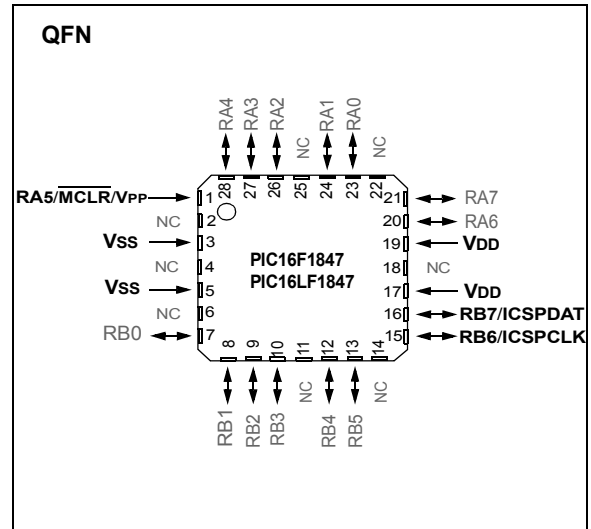 QFN
RA4 RA3 RA2 NC RA1 RA0 NC
28 27 26 25 24 23 22
RA5/MCLR/VPP 1 21 RA7
NC 2 20 RA6
VSS 3 19 VDD
NC 4 18 NC
VSS 5 17 VDD
NC 6 16 RB7/ICSPDAT
RB0 7 15 RB6/ICSPCLK
PIC16F1847
PIC16LF1847
8 9 10 11 12 13 14
RB1 RB2 RB3 NC RB4 RB5 NC